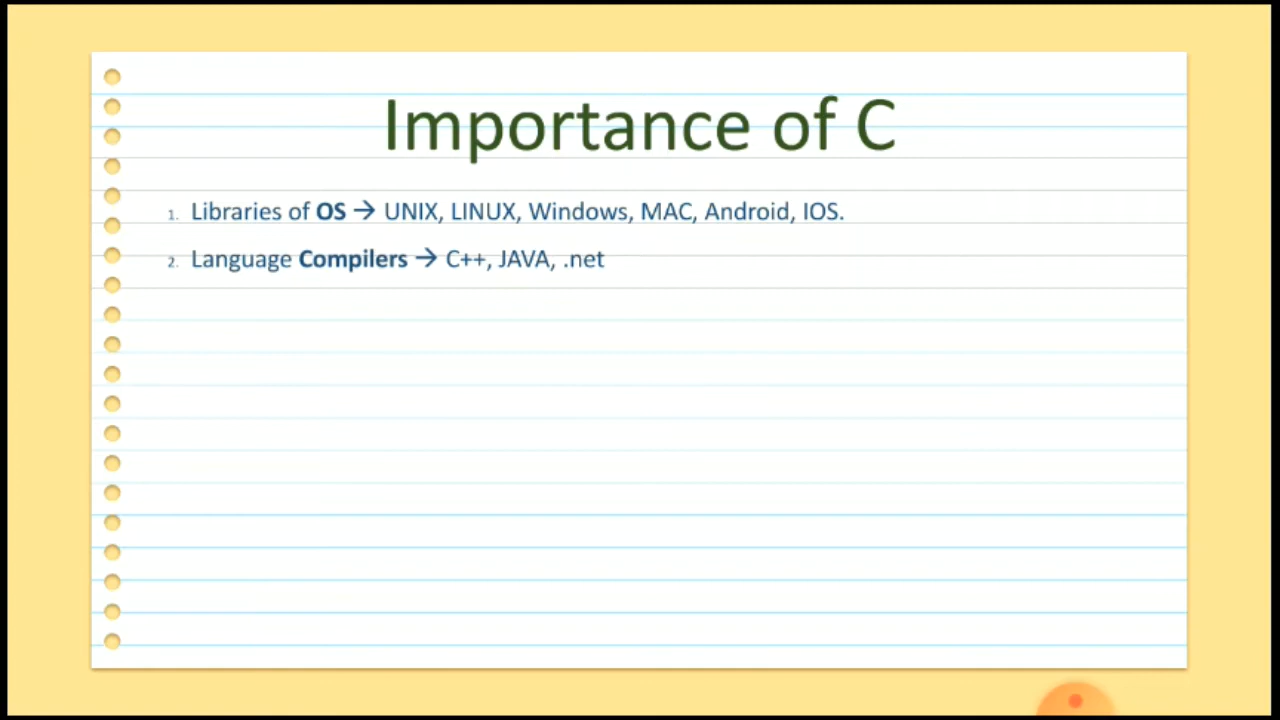 Importance of C
1. Libraries of OS → UNIX, LINUX, Windows, MAC, Android, IOS.
2. Language Compilers → C++, JAVA, .net